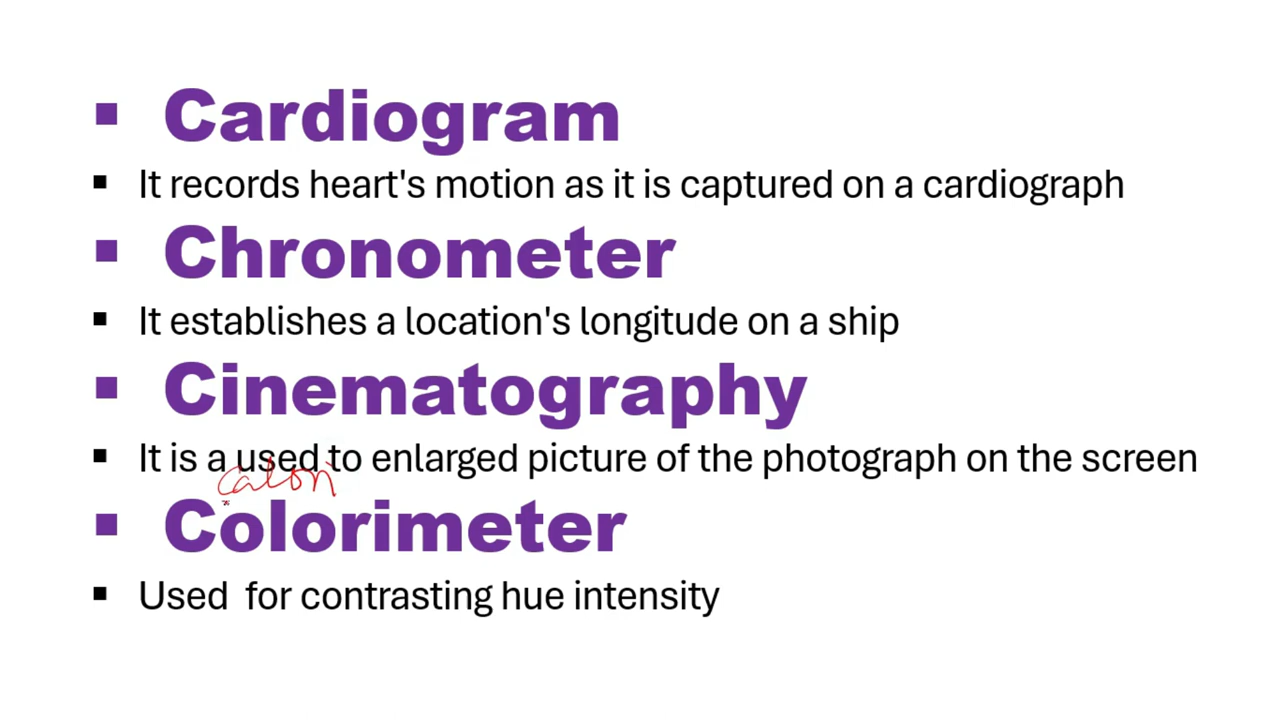 ▪ Cardiogram
▪ It records heart's motion as it is captured on a cardiograph
▪ Chronometer
▪ It establishes a location's longitude on a ship
▪ Cinematography
▪ It is a used to enlarged picture of the photograph on the screen
calori
▪ Colorimeter
▪ Used for contrasting hue intensity